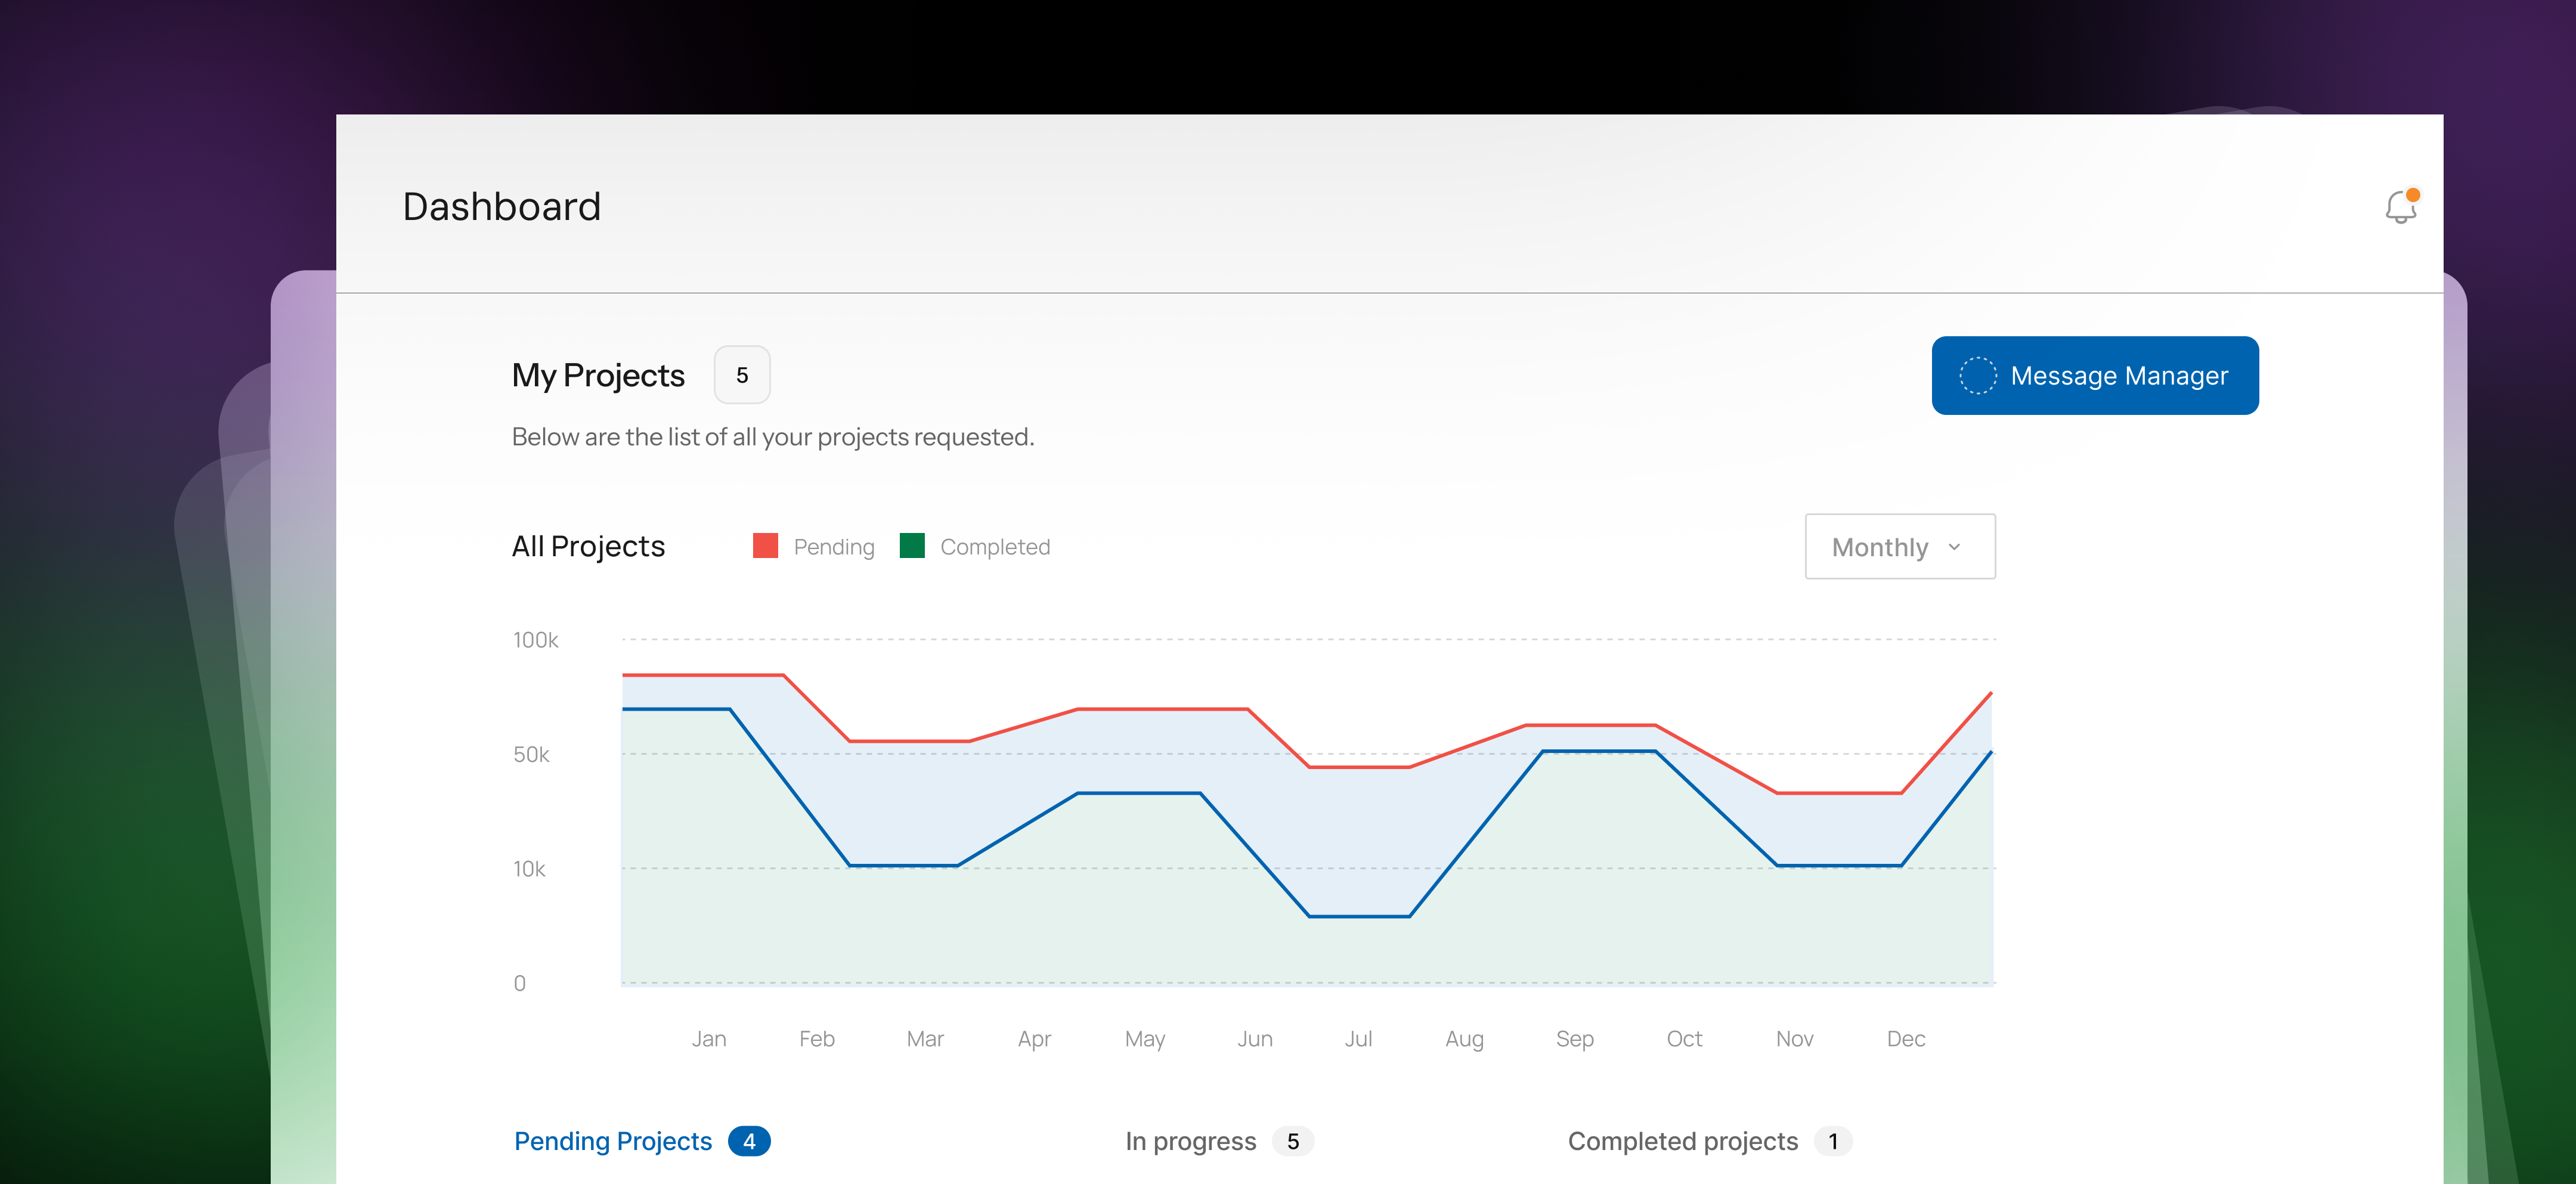 Dashboard
My Projects 5
Message Manager
Below are the list of all your projects requested.
All Projects Pending Completed Monthly
100k
50k
10k
0
Jan Feb Mar Apr May Jun Jul Aug Sep Oct Nov Dec
Pending Projects 4 In progress 5 Completed projects 1